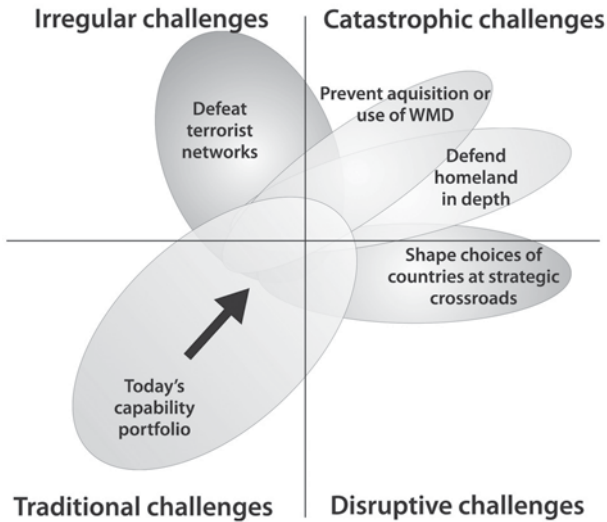 Irregular challenges
Catastrophic challenges
Defeat
terrorist
networks
Prevent aquisition or
use of WMD
Defend
homeland
in depth
Shape choices of
countries at strategic
crossroads
Today's
capability
portfolio
Traditional challenges
Disruptive challenges